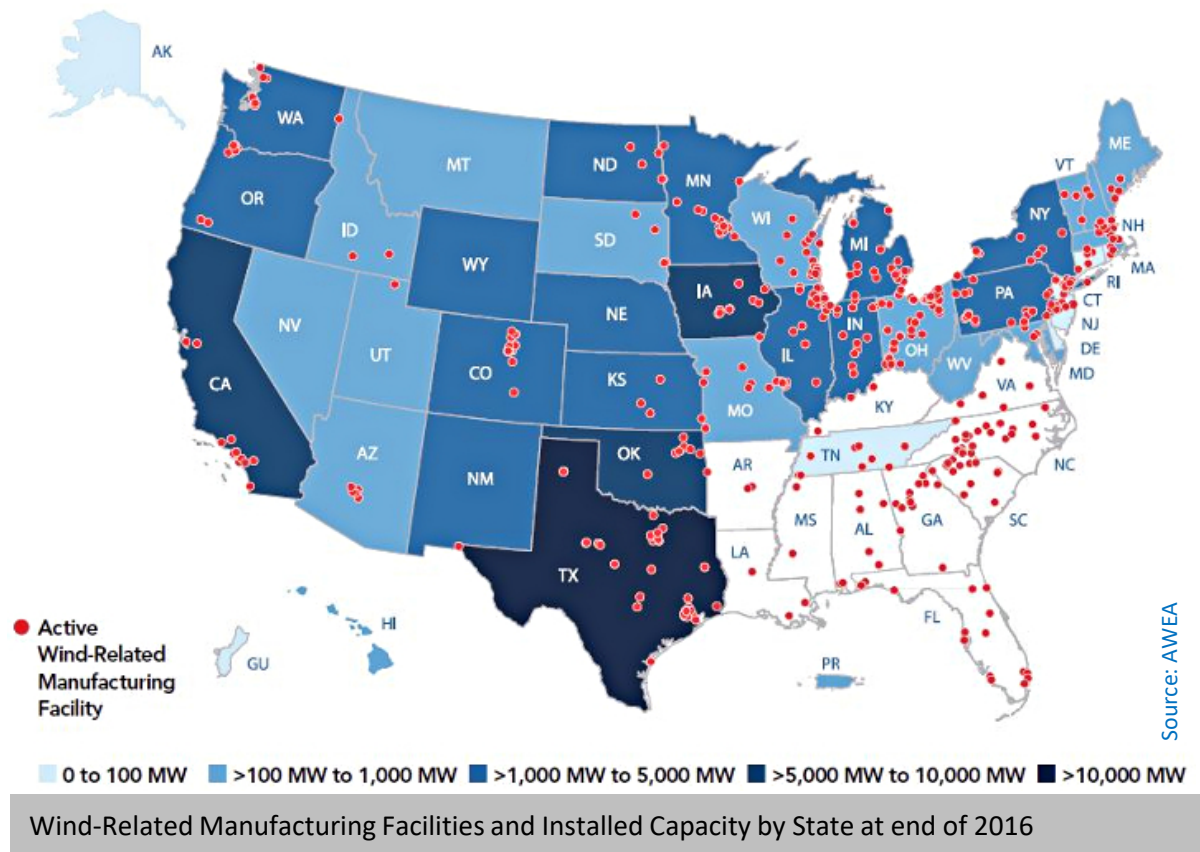 AK
WA
MT
ND
MN
ME
VT
OR
ID
SD
WI
MI
NY
NH
MA
WY
IA
PA
RI
CT
NV
NE
IL
IN
OH
NJ
DE
UT
CO
KS
MO
WV
MD
CA
KY
VA
AZ
NM
OK
AR
TN
NC
MS
AL
GA
SC
TX
LA
FL
HI
GU
PR
Active
Wind-Related
Manufacturing
Facility
Source: AWEA
0 to 100 MW >100 MW to 1,000 MW >1,000 MW to 5,000 MW >5,000 MW to 10,000 MW >10,000 MW
Wind-Related Manufacturing Facilities and Installed Capacity by State at end of 2016